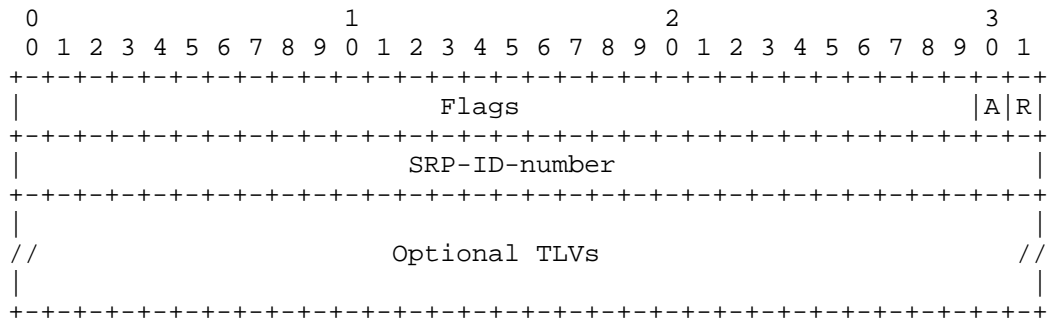 0                   1                   2                   3
 0 1 2 3 4 5 6 7 8 9 0 1 2 3 4 5 6 7 8 9 0 1 2 3 4 5 6 7 8 9 0 1
+-+-+-+-+-+-+-+-+-+-+-+-+-+-+-+-+-+-+-+-+-+-+-+-+-+-+-+-+-+-+-+-+
|                          Flags                            |A|R|
+-+-+-+-+-+-+-+-+-+-+-+-+-+-+-+-+-+-+-+-+-+-+-+-+-+-+-+-+-+-+-+-+
|                        SRP-ID-number                          |
+-+-+-+-+-+-+-+-+-+-+-+-+-+-+-+-+-+-+-+-+-+-+-+-+-+-+-+-+-+-+-+-+
|                                                               |
//                      Optional TLVs                          //
|                                                               |
+-+-+-+-+-+-+-+-+-+-+-+-+-+-+-+-+-+-+-+-+-+-+-+-+-+-+-+-+-+-+-+-+